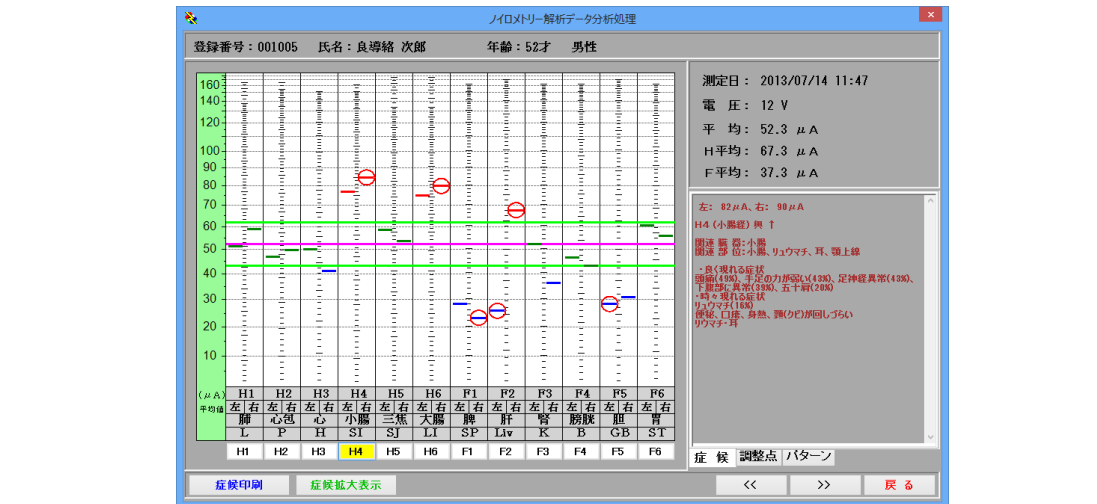 ノイロメトリー解析データ分析処理
登録番号：001005 氏名：良導絡 次郎 年齢：52才 男性
160
140
120
100
90
80
70
60
50
40
30
20
10
(μA) H1 H2 H3 H4 H5 H6 F1 F2 F3 F4 F5 F6
平均値 左 右 左 右 左 右 左 右 左 右 左 右 左 右 左 右 左 右 左 右 左 右 左 右
肺 心包 心 小腸 三焦 大腸 脾 肝 腎 膀胱 胆 胃
L P H SI SJ LI SP Liv K B GB ST
H1 H2 H3 H4 H5 H6 F1 F2 F3 F4 F5 F6
測定日： 2013/07/14 11:47
電 圧： 12 V
平 均： 52.3 μA
H平均： 67.3 μA
F平均： 37.3 μA
左： 82μA、右： 90μA
H4 (小腸経) 興 ↑
関連 臓 器：小腸
関連 部 位：小腸、リュウマチ、耳、顎上線
・良く現れる症状
頭痛(49%)、手足の力が弱い(43%)、足神経異常(43%)、
下腹部に異常(39%)、五十肩(20%)
・時々現れる症状
リュウマチ(16%)
便秘、口瘡、身熱、頸(クビ)が回しづらい
リウマチ・耳
症 候 調整点 パターン
症候印刷 症候拡大表示 << >> 戻 る